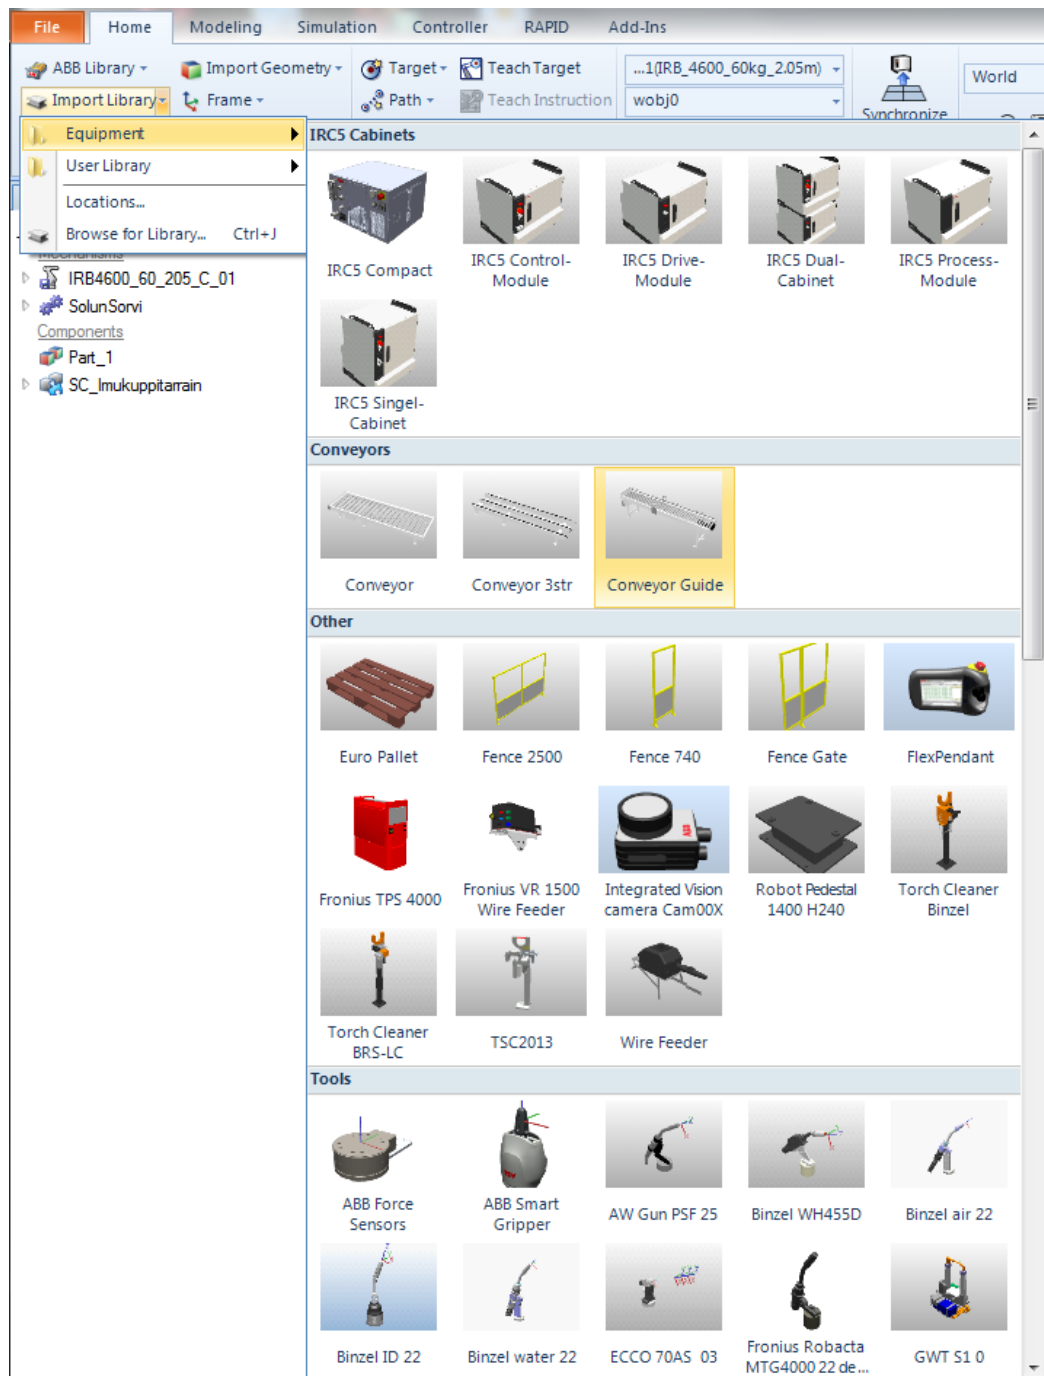 File Home Modeling Simulation Controller RAPID Add-Ins
ABB Library Import Geometry Target Teach Target ...1(IRB_4600_60kg_2.05m) World
Import Library Frame Path Teach Instruction wobj0 Synchronize
Equipment
User Library
Locations...
Browse for Library... Ctrl+J
Mechanisms
IRB4600_60_205_C_01
SolunSorvi
Components
Part_1
SC_Imukuppitarrain
IRC5 Cabinets
IRC5 Compact
IRC5 Control-
Module
IRC5 Drive-
Module
IRC5 Dual-
Cabinet
IRC5 Process-
Module
IRC5 Singel-
Cabinet
Conveyors
Conveyor Conveyor 3str Conveyor Guide
Other
Euro Pallet Fence 2500 Fence 740 Fence Gate FlexPendant
Fronius TPS 4000
Fronius VR 1500
Wire Feeder
Integrated Vision
camera Cam00X
Robot Pedestal
1400 H240
Torch Cleaner
Binzel
Torch Cleaner
BRS-LC
TSC2013
Wire Feeder
Tools
ABB Force
Sensors
ABB Smart
Gripper
AW Gun PSF 25
Binzel WH455D
Binzel air 22
Binzel ID 22
Binzel water 22
ECCO 70AS 03
Fronius Robacta
MTG4000 22 de...
GWT S1 0